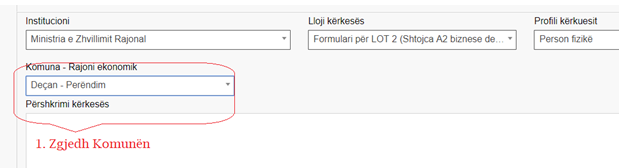 Institucioni Lloji kërkesës Profili kërkuesit
Ministria e Zhvillimit Rajonal Formulari për LOT 2 (Shtojca A2 biznese de... Person fizikë
Komuna - Rajoni ekonomik
Deçan - Perëndim
Përshkrimi kërkesës
1. Zgjedh Komunën